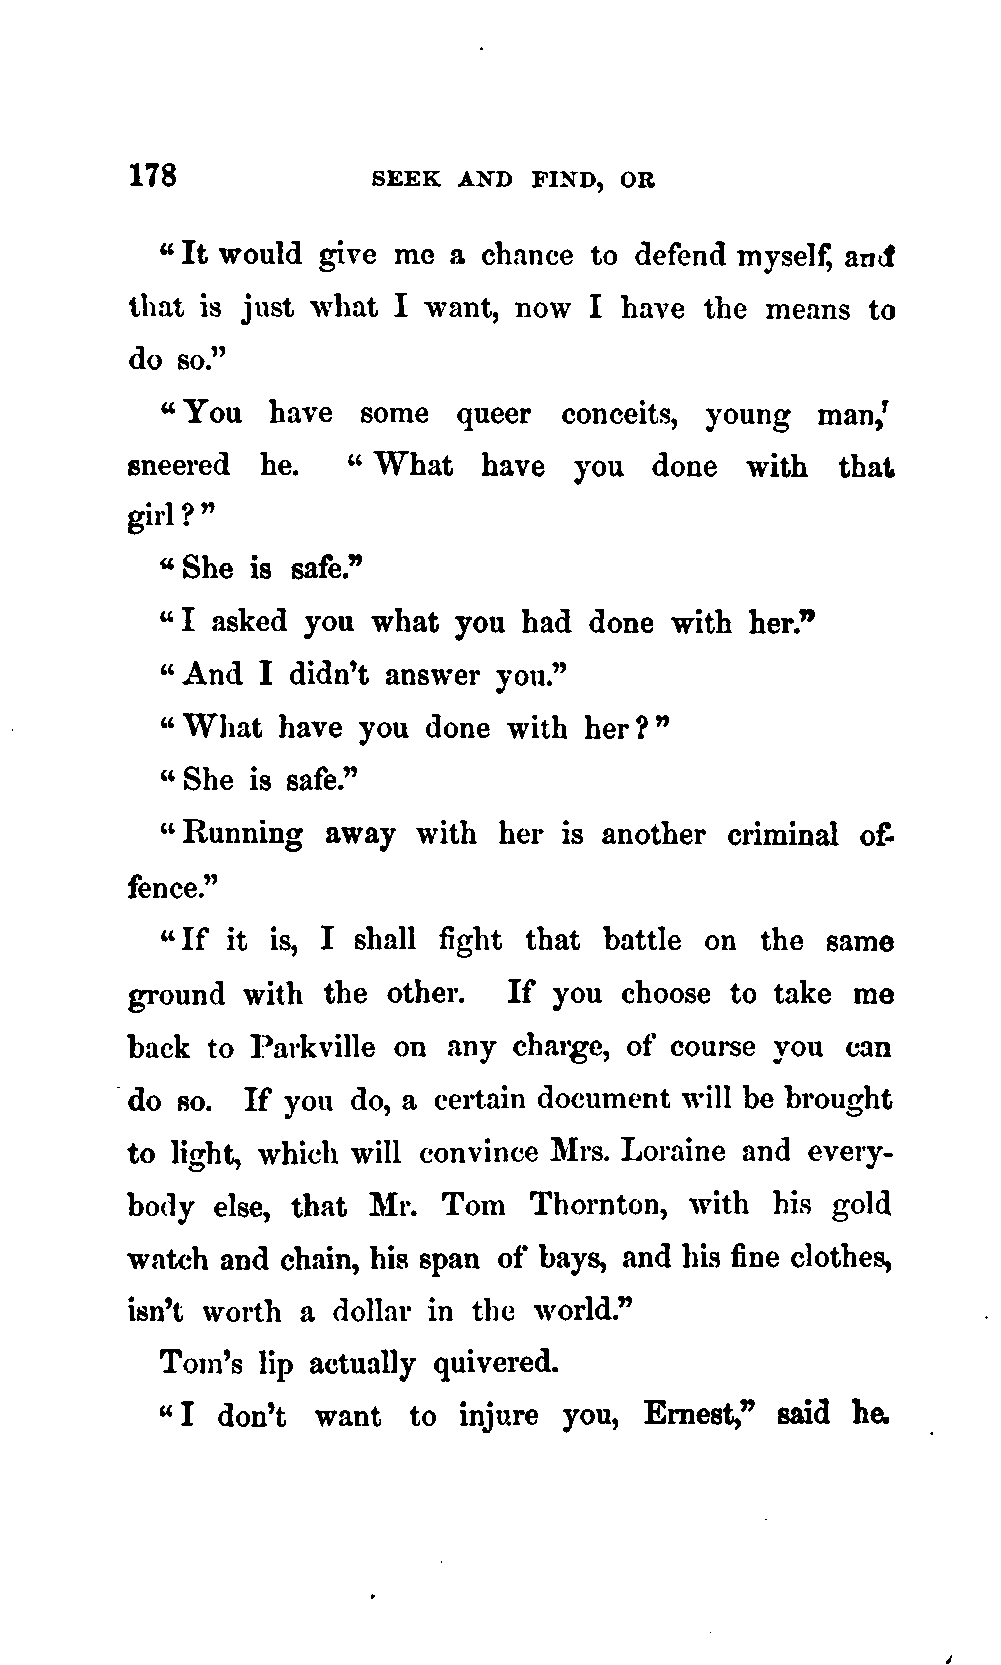 178 SEEK AND FIND, OR
“It would give me a chance to defend myself, and
that is just what I want, now I have the means to
do so.”
“You have some queer conceits, young man,’
sneered he. “What have you done with that
girl?”
“She is safe.”
“I asked you what you had done with her.”
“And I didn’t answer you.”
“What have you done with her?”
“She is safe.”
“Running away with her is another criminal of-
fence.”
“If it is, I shall fight that battle on the same
ground with the other. If you choose to take me
back to Parkville on any charge, of course you can
do so. If you do, a certain document will be brought
to light, which will convince Mrs. Loraine and every-
body else, that Mr. Tom Thornton, with his gold
watch and chain, his span of bays, and his fine clothes,
isn’t worth a dollar in the world.”
Tom’s lip actually quivered.
“I don’t want to injure you, Ernest,” said he.